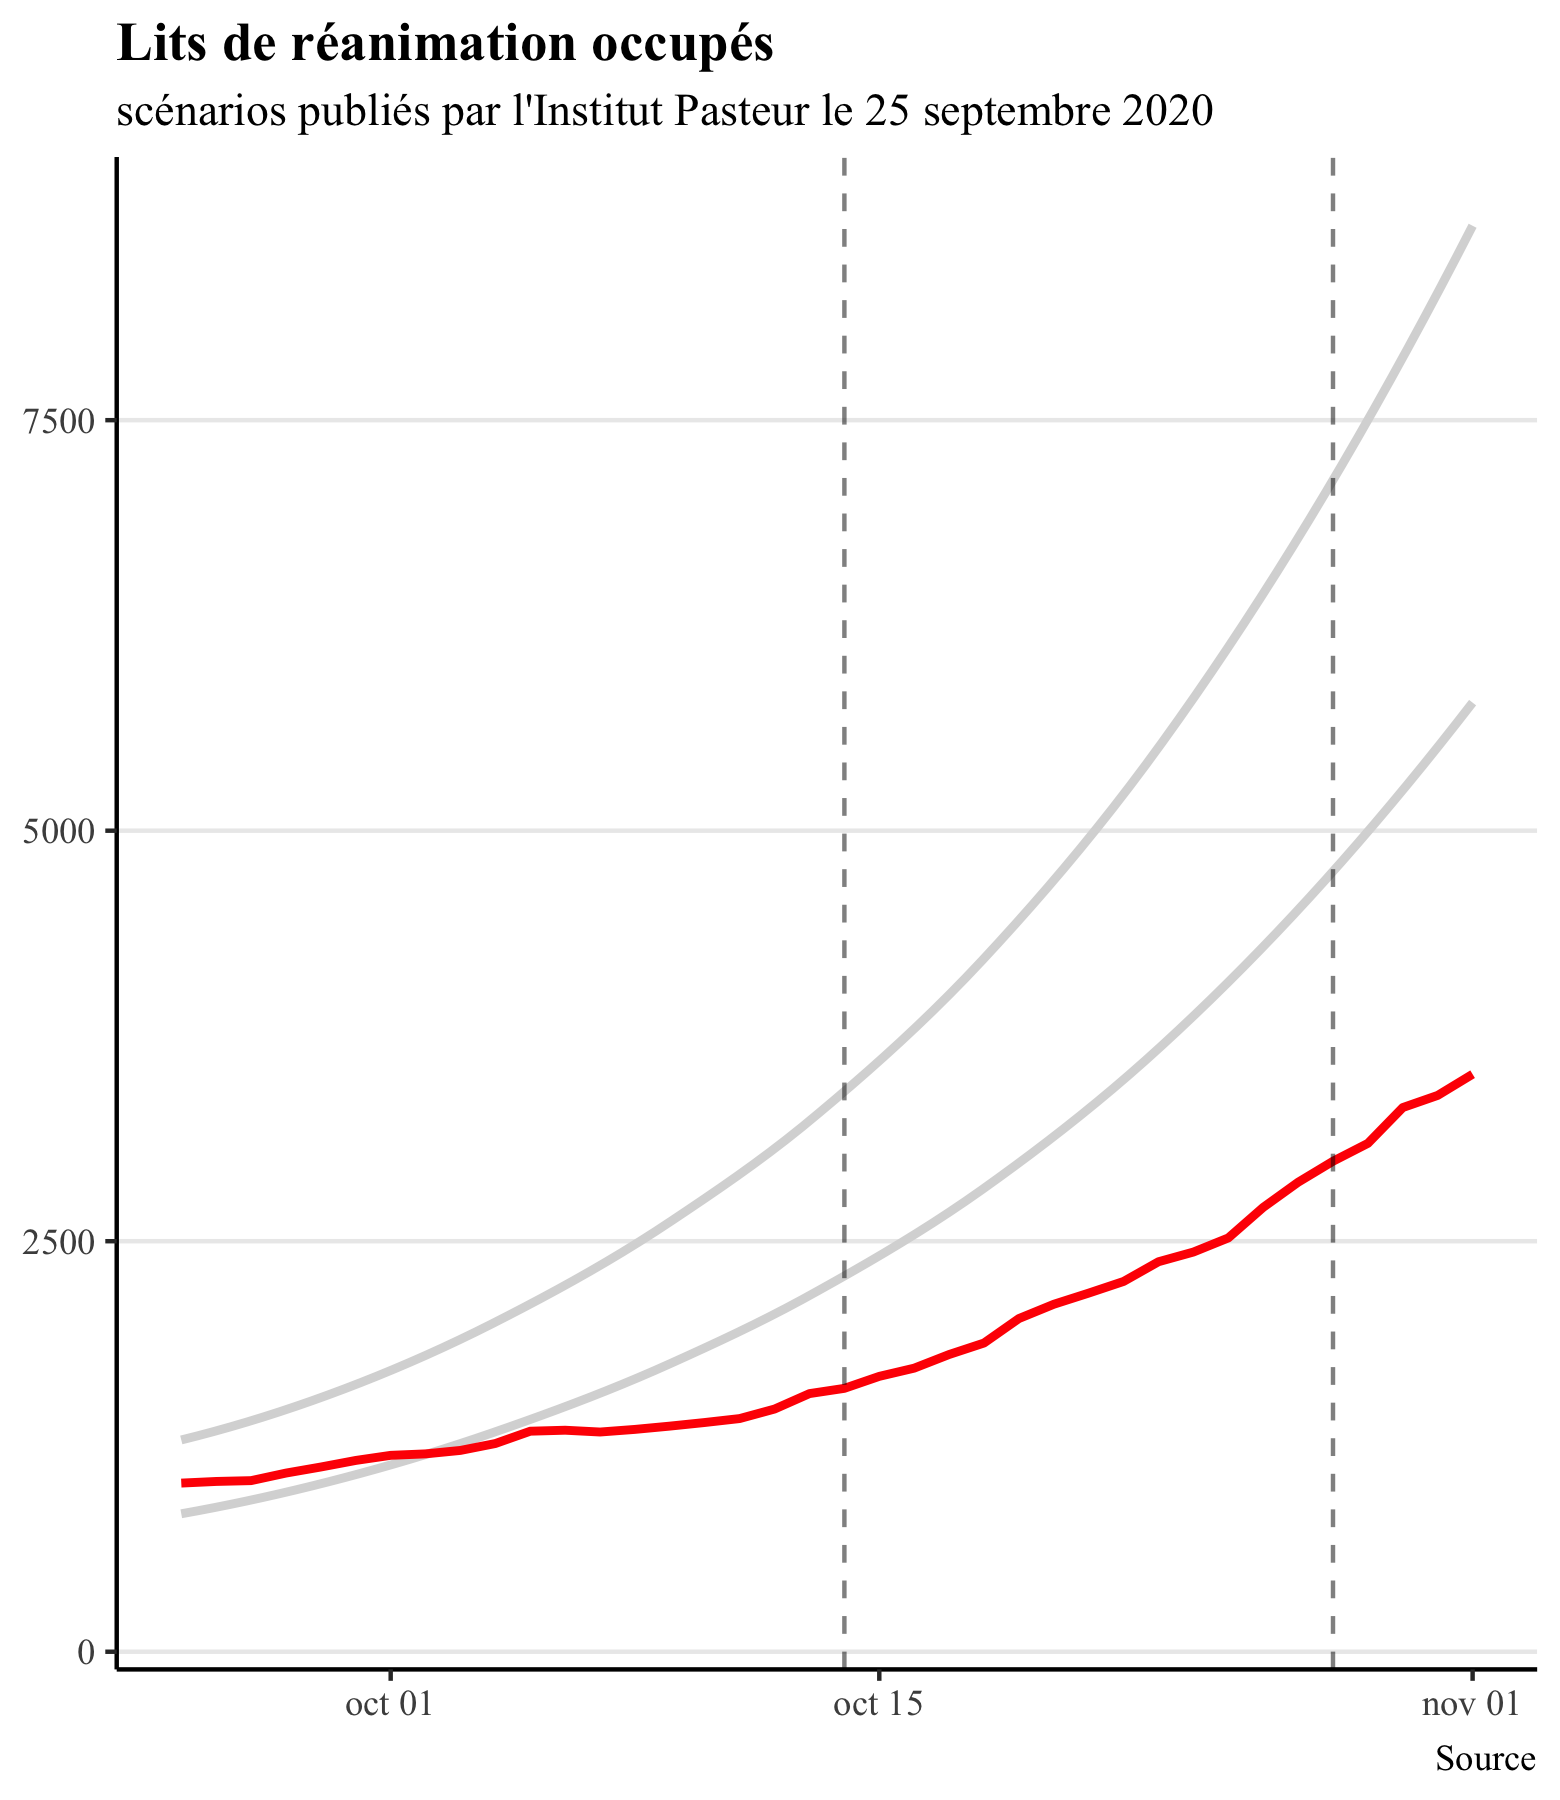 Lits de réanimation occupés
scénarios publiés par l'Institut Pasteur le 25 septembre 2020
7500
5000
2500
0
oct 01
oct 15
nov 01
Source